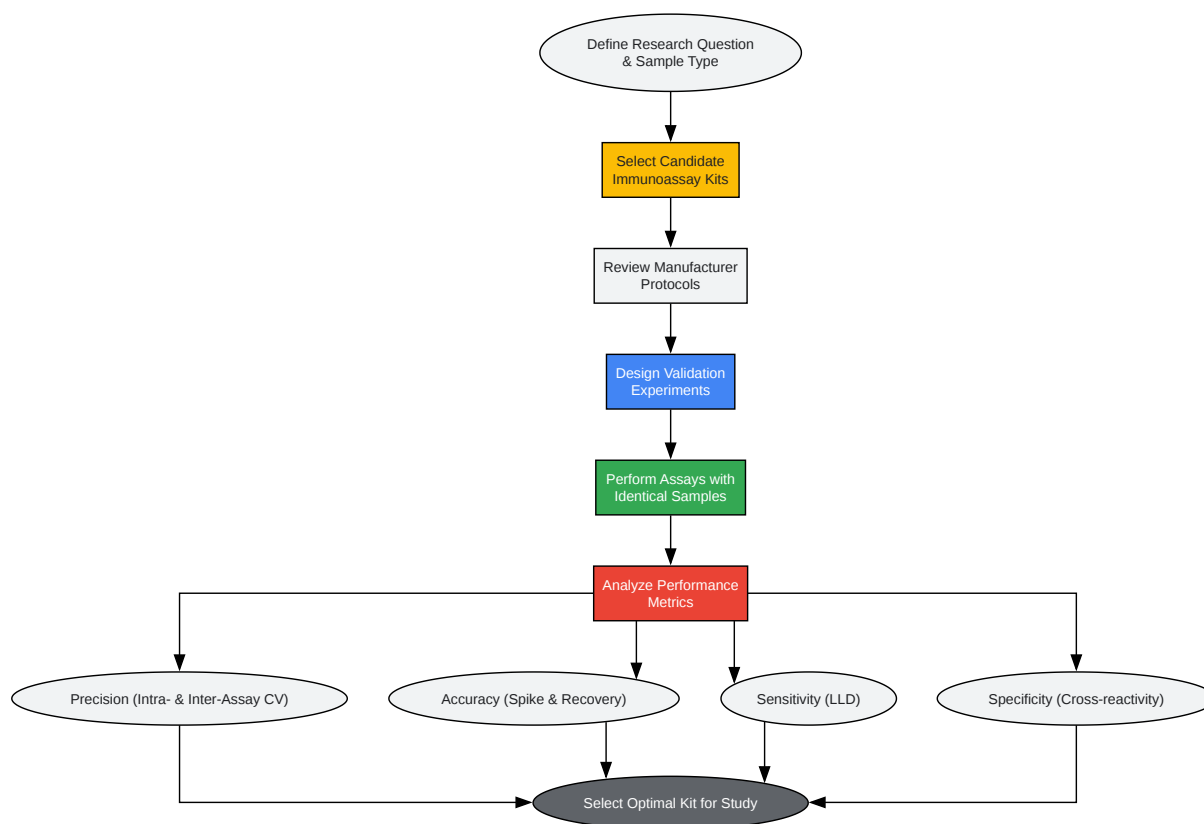 Define Research Question
& Sample Type
Select Candidate
Immunoassay Kits
Review Manufacturer
Protocols
Design Validation
Experiments
Perform Assays with
Identical Samples
Analyze Performance
Metrics
Precision (Intra- & Inter-Assay CV)
Accuracy (Spike & Recovery)
Sensitivity (LLD)
Specificity (Cross-reactivity)
Select Optimal Kit for Study